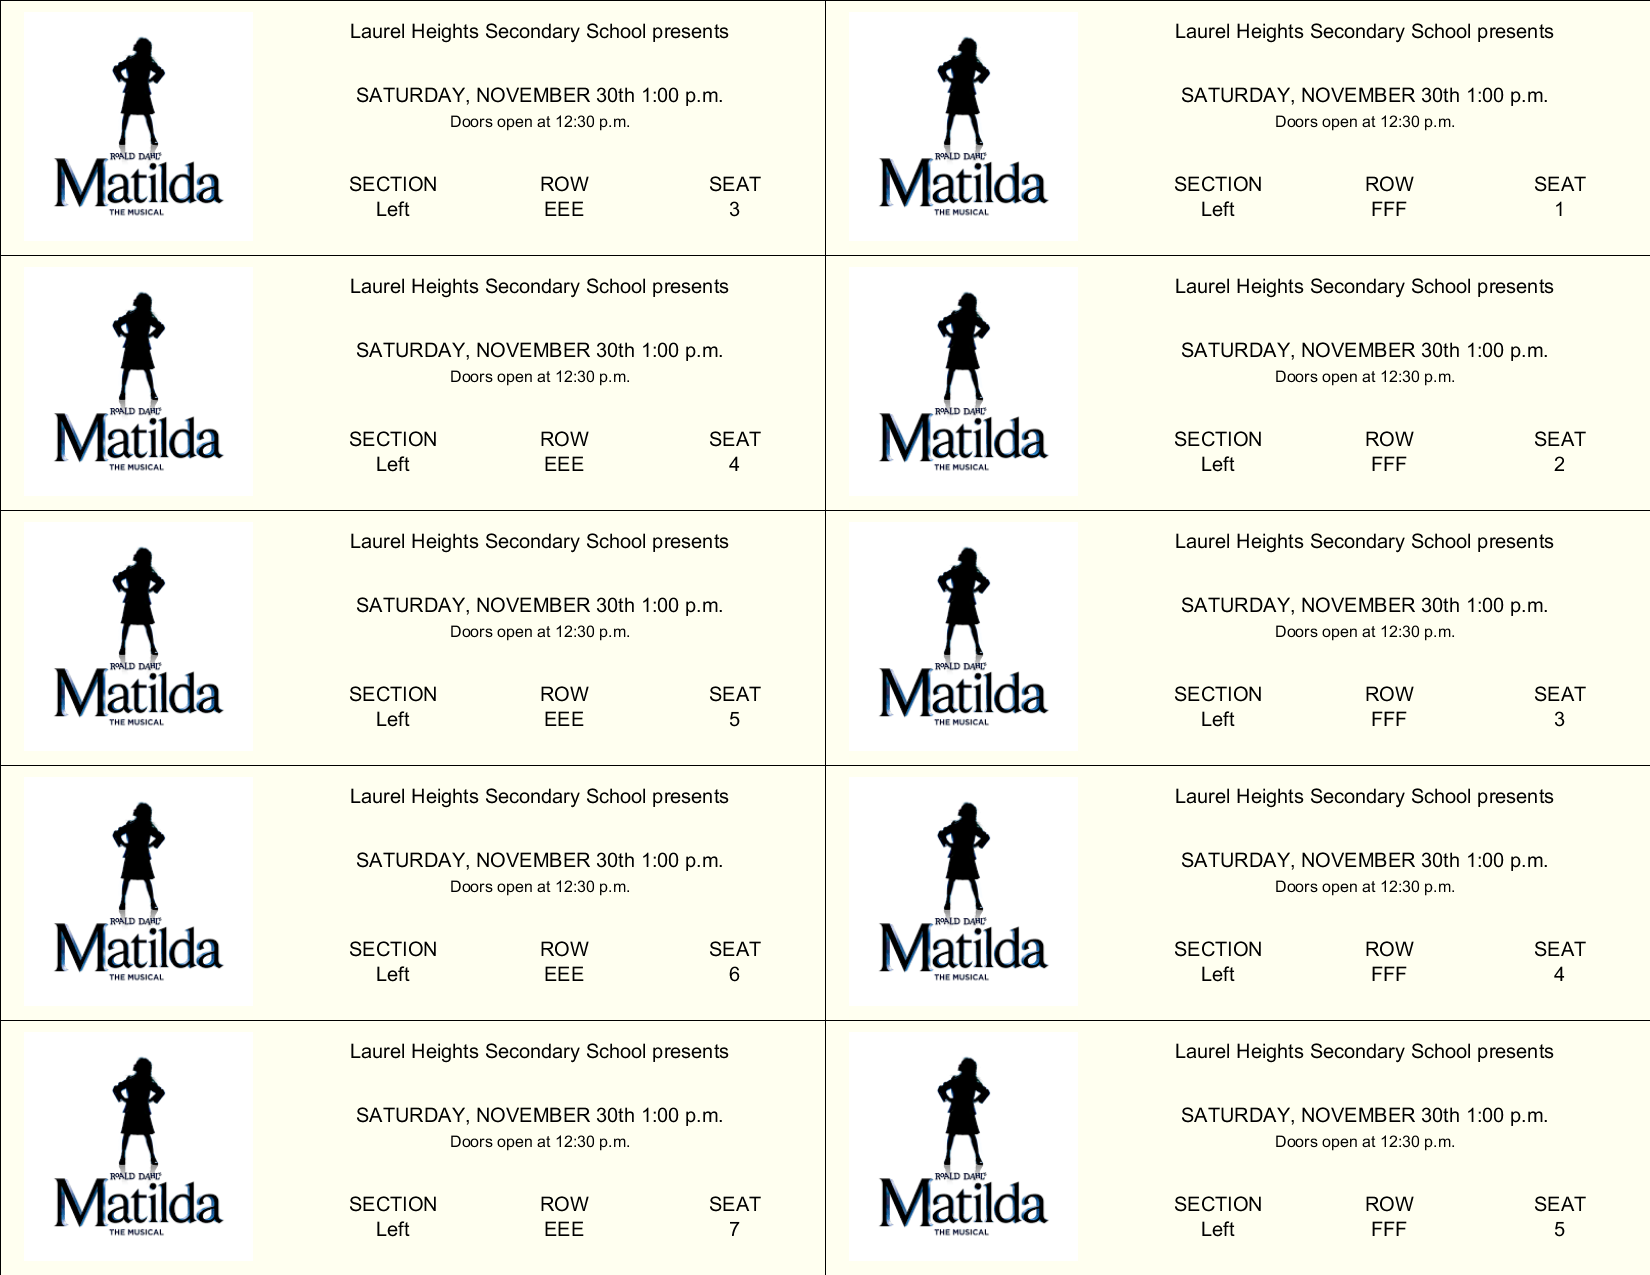 Laurel Heights Secondary School presents
SATURDAY, NOVEMBER 30th 1:00 p.m.
Doors open at 12:30 p.m.
ROALD DAHL'S
Matilda
THE MUSICAL
SECTION ROW SEAT
Left EEE 3
Laurel Heights Secondary School presents
SATURDAY, NOVEMBER 30th 1:00 p.m.
Doors open at 12:30 p.m.
ROALD DAHL'S
Matilda
THE MUSICAL
SECTION ROW SEAT
Left FFF 1
Laurel Heights Secondary School presents
SATURDAY, NOVEMBER 30th 1:00 p.m.
Doors open at 12:30 p.m.
ROALD DAHL'S
Matilda
THE MUSICAL
SECTION ROW SEAT
Left EEE 4
Laurel Heights Secondary School presents
SATURDAY, NOVEMBER 30th 1:00 p.m.
Doors open at 12:30 p.m.
ROALD DAHL'S
Matilda
THE MUSICAL
SECTION ROW SEAT
Left FFF 2
Laurel Heights Secondary School presents
SATURDAY, NOVEMBER 30th 1:00 p.m.
Doors open at 12:30 p.m.
ROALD DAHL'S
Matilda
THE MUSICAL
SECTION ROW SEAT
Left EEE 5
Laurel Heights Secondary School presents
SATURDAY, NOVEMBER 30th 1:00 p.m.
Doors open at 12:30 p.m.
ROALD DAHL'S
Matilda
THE MUSICAL
SECTION ROW SEAT
Left FFF 3
Laurel Heights Secondary School presents
SATURDAY, NOVEMBER 30th 1:00 p.m.
Doors open at 12:30 p.m.
ROALD DAHL'S
Matilda
THE MUSICAL
SECTION ROW SEAT
Left EEE 6
Laurel Heights Secondary School presents
SATURDAY, NOVEMBER 30th 1:00 p.m.
Doors open at 12:30 p.m.
ROALD DAHL'S
Matilda
THE MUSICAL
SECTION ROW SEAT
Left FFF 4
Laurel Heights Secondary School presents
SATURDAY, NOVEMBER 30th 1:00 p.m.
Doors open at 12:30 p.m.
ROALD DAHL'S
Matilda
THE MUSICAL
SECTION ROW SEAT
Left EEE 7
Laurel Heights Secondary School presents
SATURDAY, NOVEMBER 30th 1:00 p.m.
Doors open at 12:30 p.m.
ROALD DAHL'S
Matilda
THE MUSICAL
SECTION ROW SEAT
Left FFF 5